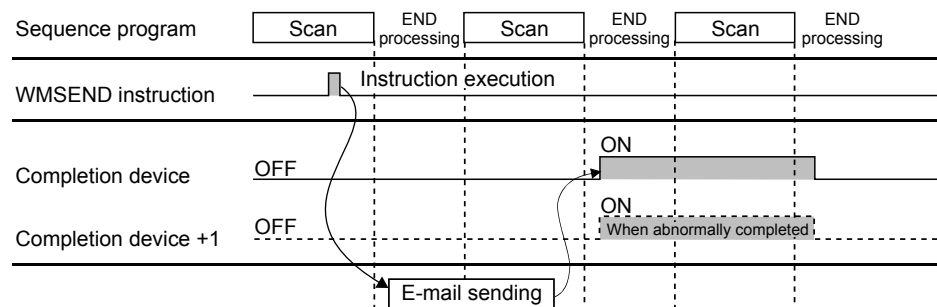 Sequence program
Scan
END
processing
Scan
END
processing
Scan
END
processing
WMSEND instruction
Instruction execution
Completion device
OFF
ON
Completion device +1
OFF
ON
When abnormally completed
E-mail sending